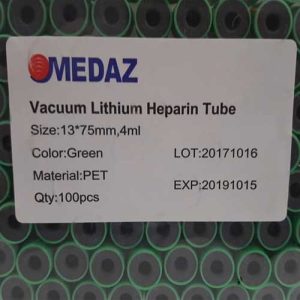 MEDAZ
Vacuum Lithium Heparin Tube
Size:13*75mm,4ml
Color:Green LOT:20171016
Material:PET
EXP:20191015
Qty:100pcs